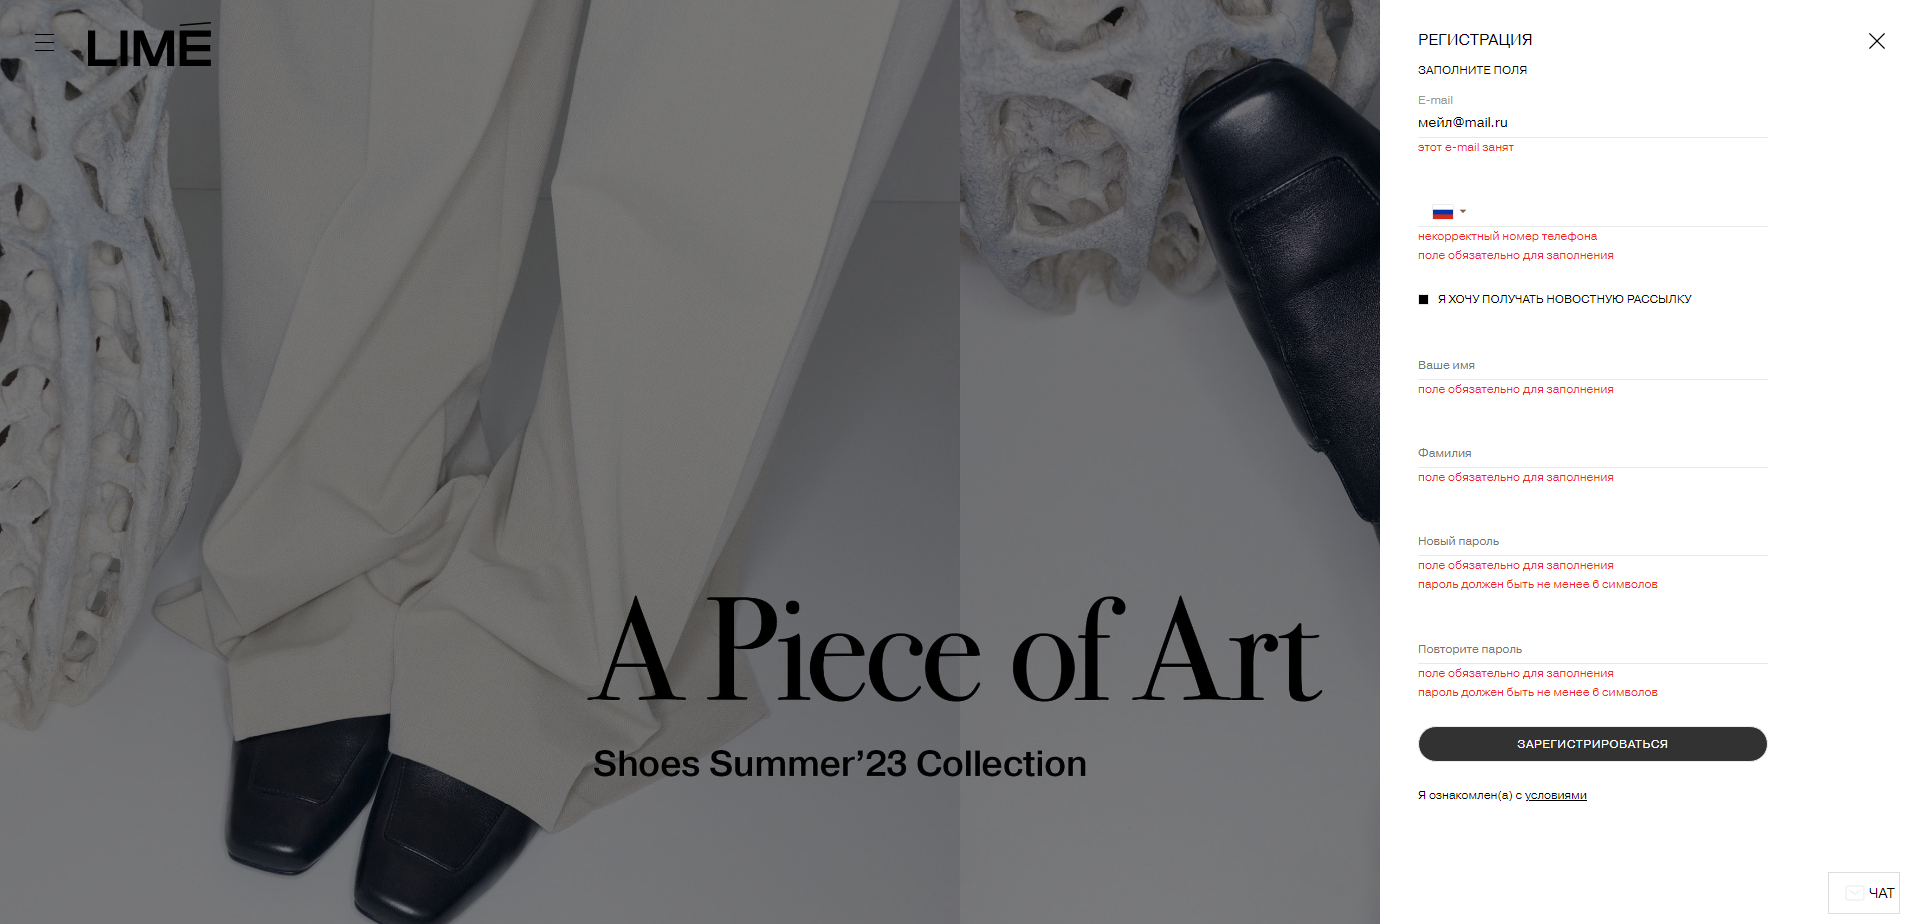 LIMÉ
A Piece of Art
Shoes Summer’23 Collection
РЕГИСТРАЦИЯ
ЗАПОЛНИТЕ ПОЛЯ
E-mail
мейл@mail.ru
этот e-mail занят
некорректный номер телефона
поле обязательно для заполнения
Я ХОЧУ ПОЛУЧАТЬ НОВОСТНУЮ РАССЫЛКУ
Ваше имя
поле обязательно для заполнения
Фамилия
поле обязательно для заполнения
Новый пароль
поле обязательно для заполнения
пароль должен быть не менее 6 символов
Повторите пароль
поле обязательно для заполнения
пароль должен быть не менее 6 символов
ЗАРЕГИСТРИРОВАТЬСЯ
Я ознакомлен(а) с условиями
ЧАТ